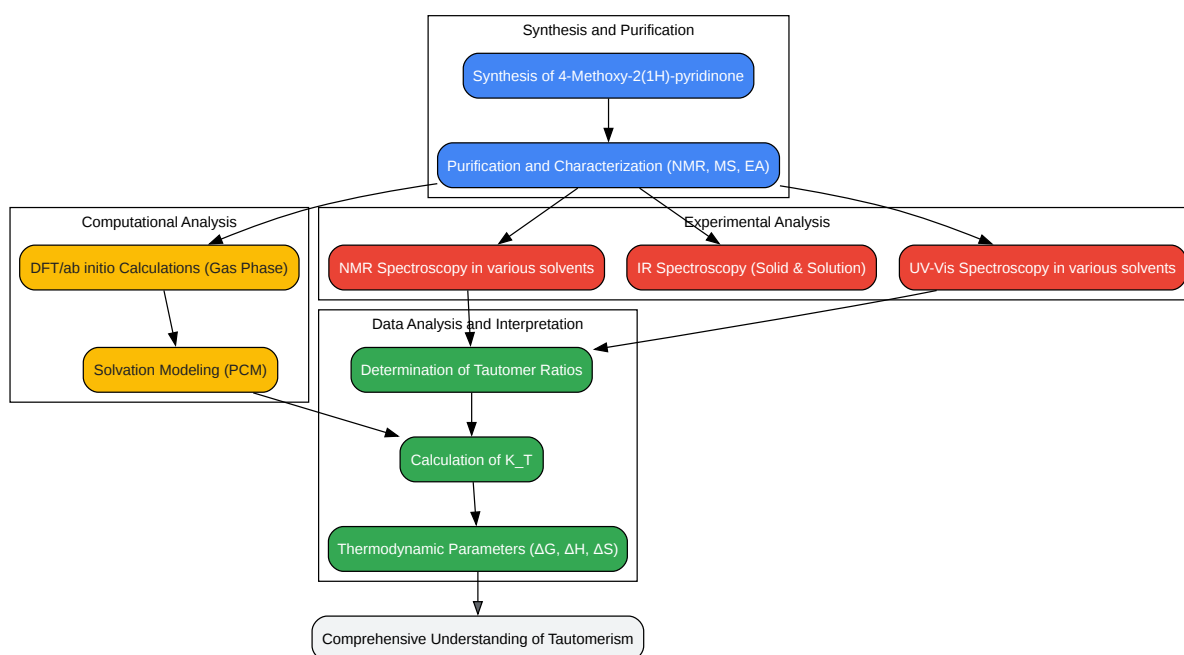 Synthesis and Purification
Synthesis of 4-Methoxy-2(1H)-pyridinone
Purification and Characterization (NMR, MS, EA)
Computational Analysis
Experimental Analysis
DFT/ab initio Calculations (Gas Phase)
NMR Spectroscopy in various solvents
IR Spectroscopy (Solid & Solution)
UV-Vis Spectroscopy in various solvents
Data Analysis and Interpretation
Solvation Modeling (PCM)
Determination of Tautomer Ratios
Calculation of K_T
Thermodynamic Parameters (ΔG, ΔH, ΔS)
Comprehensive Understanding of Tautomerism